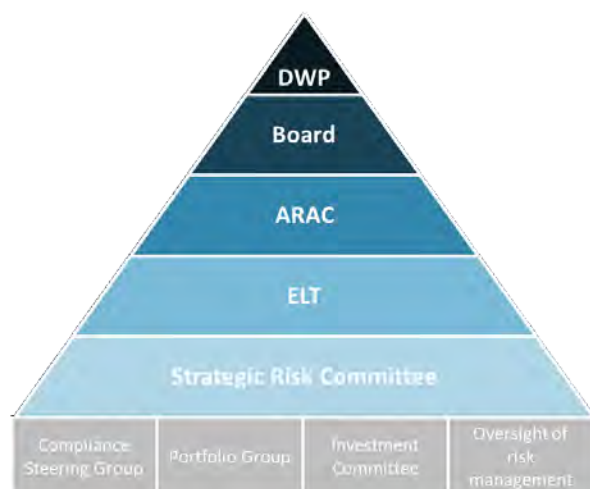 DWP
Board
ARAC
ELT
Strategic Risk Committee
Compliance
Steering Group
Portfolio Group
Investment
Committee
Oversight of
risk
management